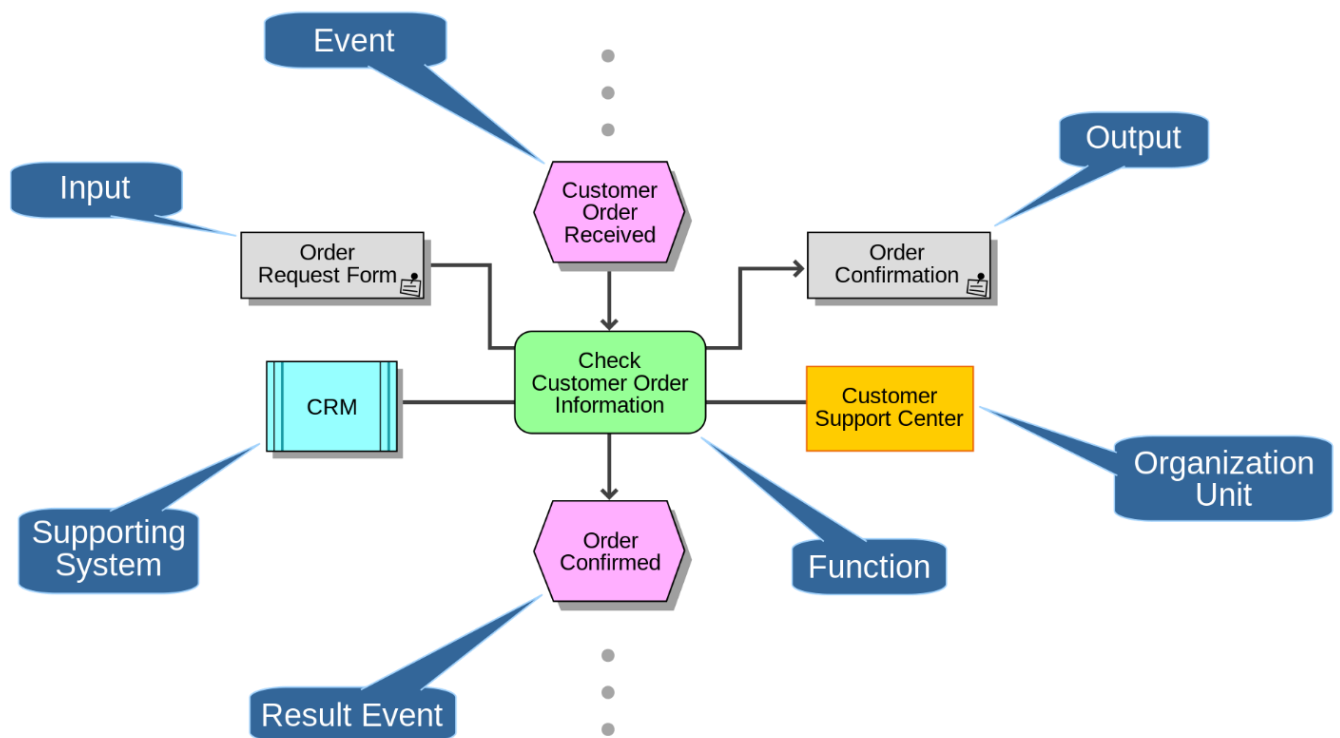 Event
Output
Input
Customer
Order
Received
Order
Request Form
Order
Confirmation
Check
Customer Order
Information
CRM
Customer
Support Center
Organization
Unit
Supporting
System
Order
Confirmed
Function
Result Event